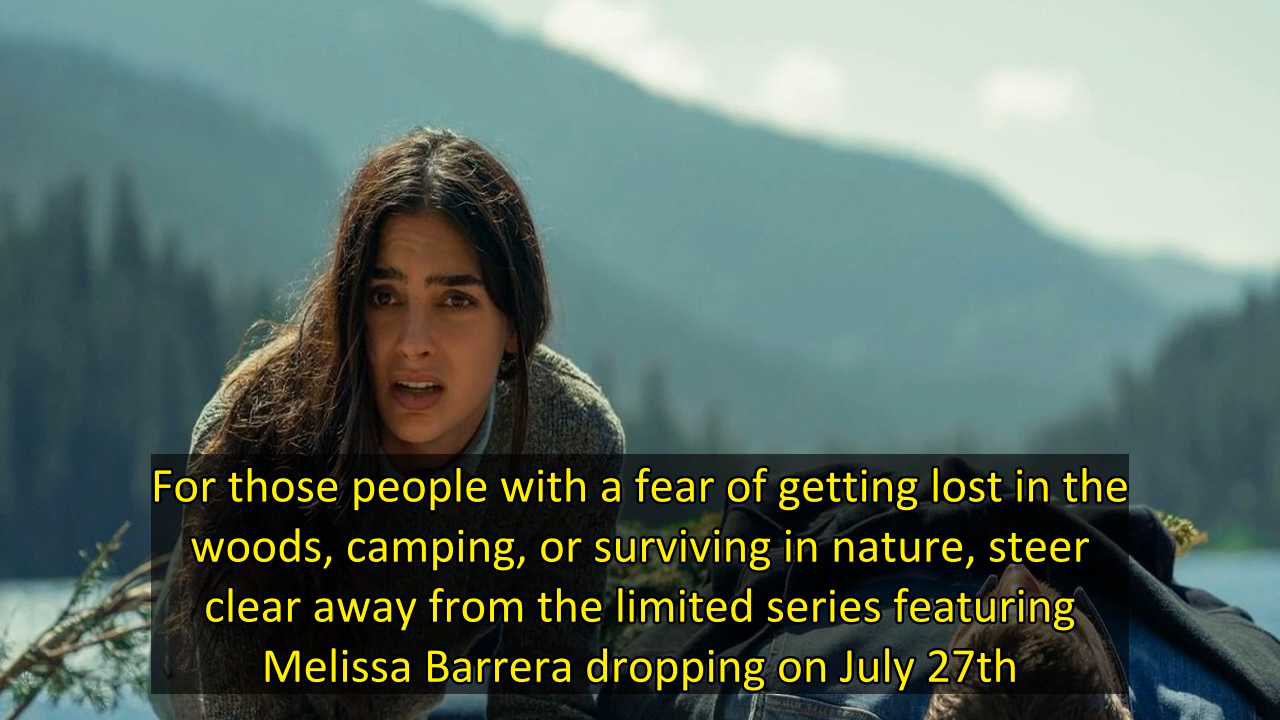 For those people with a fear of getting lost in the
woods, camping, or surviving in nature, steer
clear away from the limited series featuring
Melissa Barrera dropping on July 27th